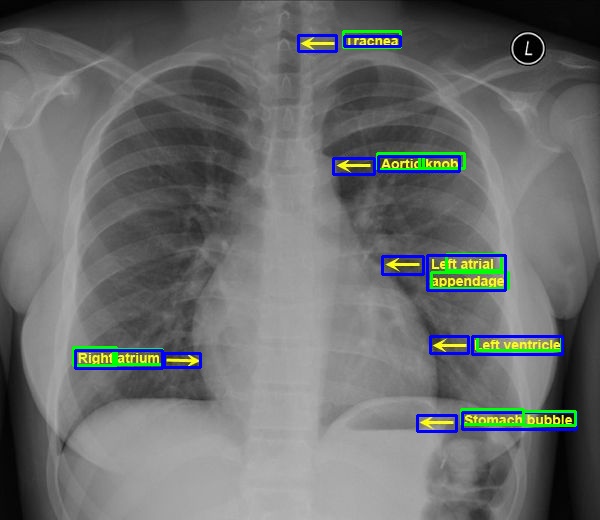 Trachea
L
Aortic knob
Left atrial
appendage
Left ventricle
Right atrium
Stomach bubble